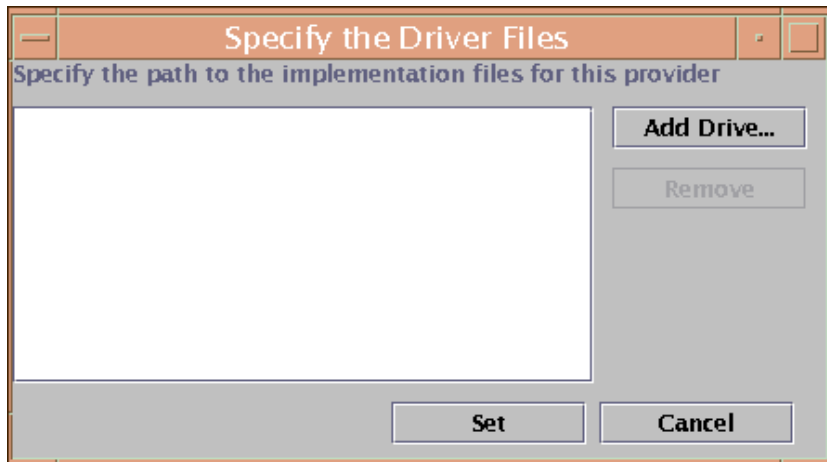 Specify the Driver Files
Specify the path to the implementation files for this provider
Add Drive...
Remove
Set
Cancel